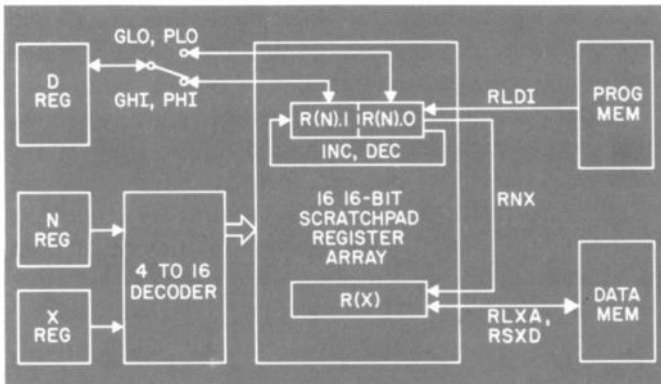 GLO, PLO
D
REG
GHI, PHI
R(N).1 R(N).0
RLDI
PROG
MEM
INC, DEC
RNX
N
REG
16 16-BIT
SCRATCHPAD
REGISTER
ARRAY
4 TO 16
DECODER
X
REG
R(X)
RLXA,
RSXD
DATA
MEM